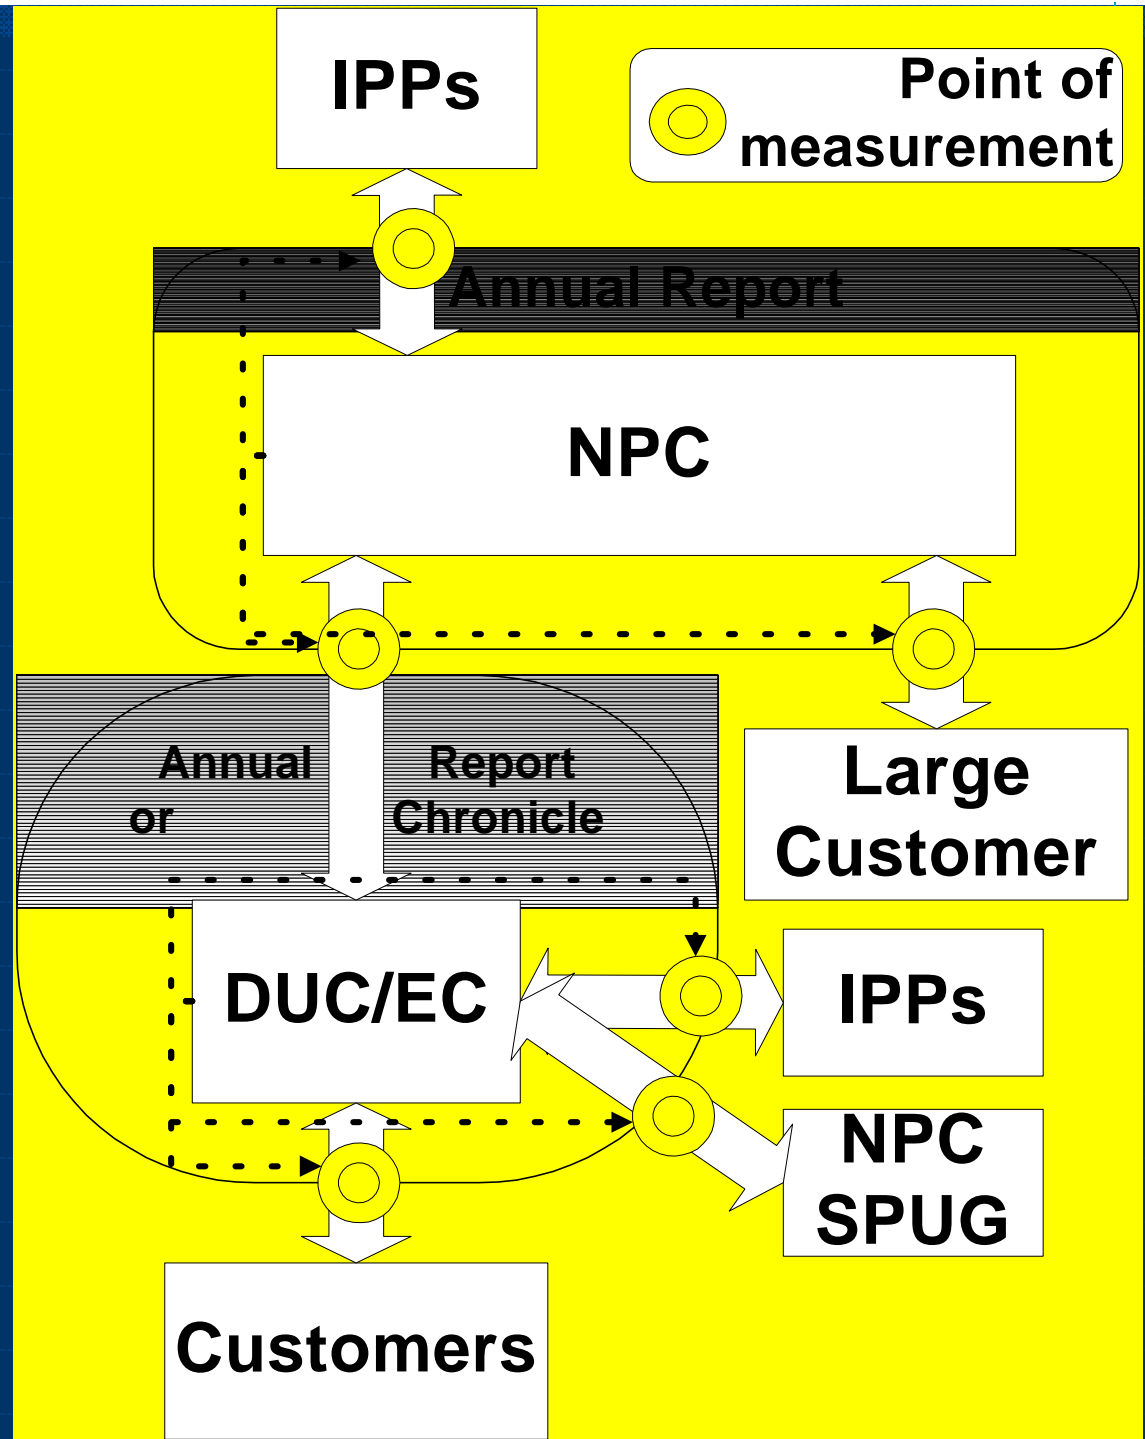 IPPs
Point of
measurement
Annual Report
NPC
Annual Report
or Chronicle
Large
Customer
DUC/EC
IPPs
NPC
SPUG
Customers